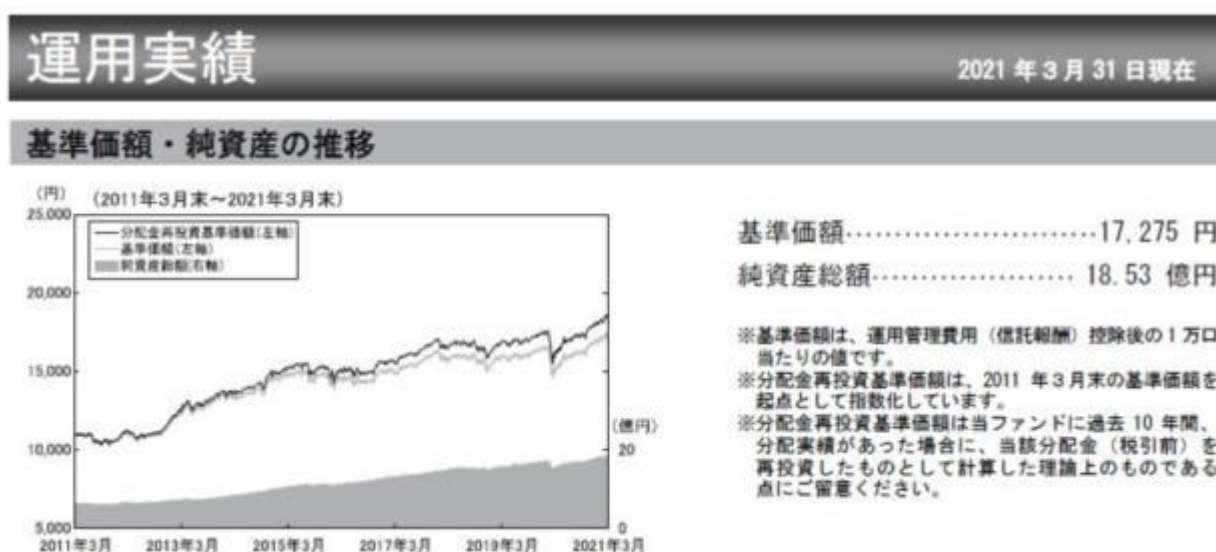 運用実績
2021 年３月 31 日現在
基準価額・純資産の推移
(円)
(2011年3月末～2021年3月末)
25,000
分配金再投資基準価額(左軸)
基準価額(左軸)
純資産総額(右軸)
20,000
15,000
10,000
(億円)
20
5,000
0
2011年3月
2013年3月
2015年3月
2017年3月
2019年3月
2021年3月
基準価額………………………17,275 円
純資産総額………………… 18.53 億円
※基準価額は、運用管理費用（信託報酬）控除後の１万口
当たりの値です。
※分配金再投資基準価額は、2011 年３月末の基準価額を
起点として指数化しています。
※分配金再投資基準価額は当ファンドに過去 10 年間、
分配実績があった場合に、当該分配金（税引前）を
再投資したものとして計算した理論上のものである
点にご留意ください。